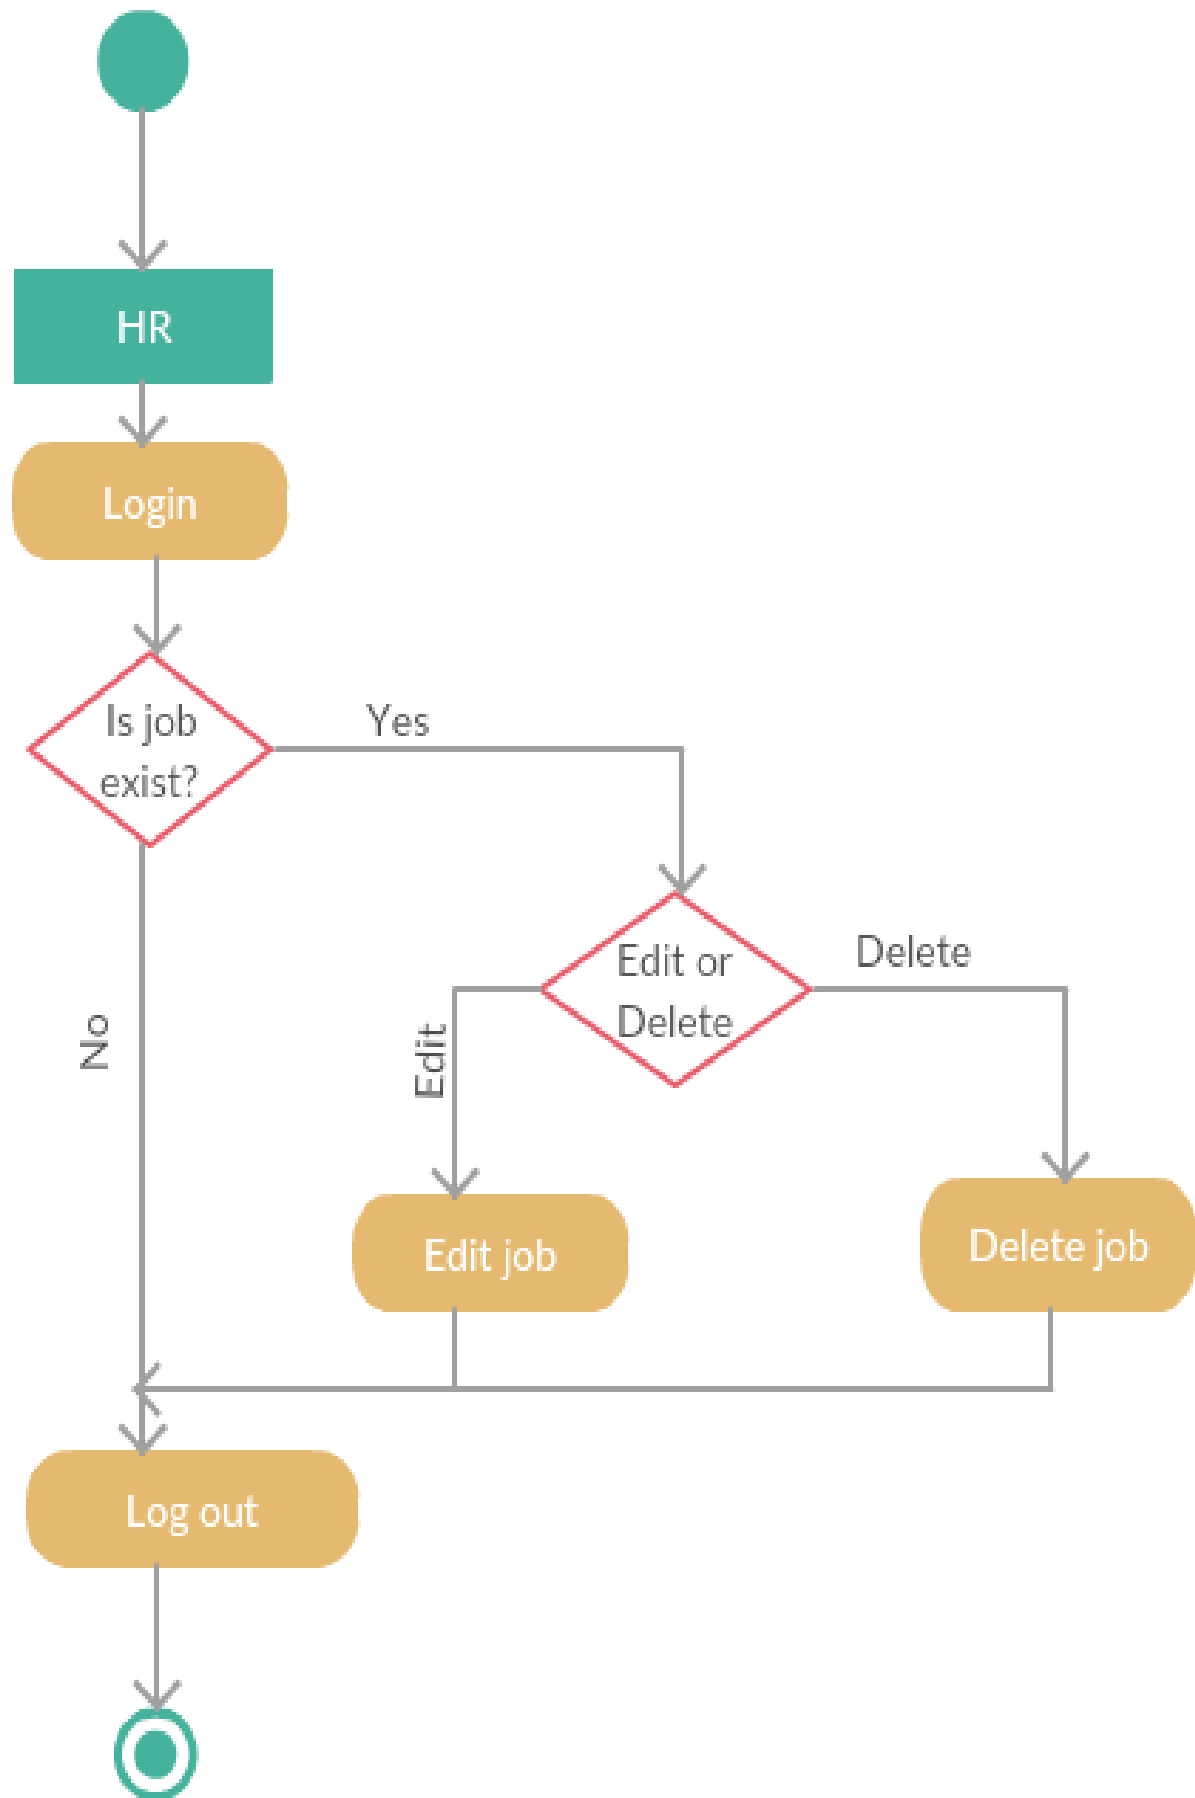 HR
Login
Is job
exist?
Yes
Edit or
Delete
Delete
No
Edit
Edit job
Delete job
Log out